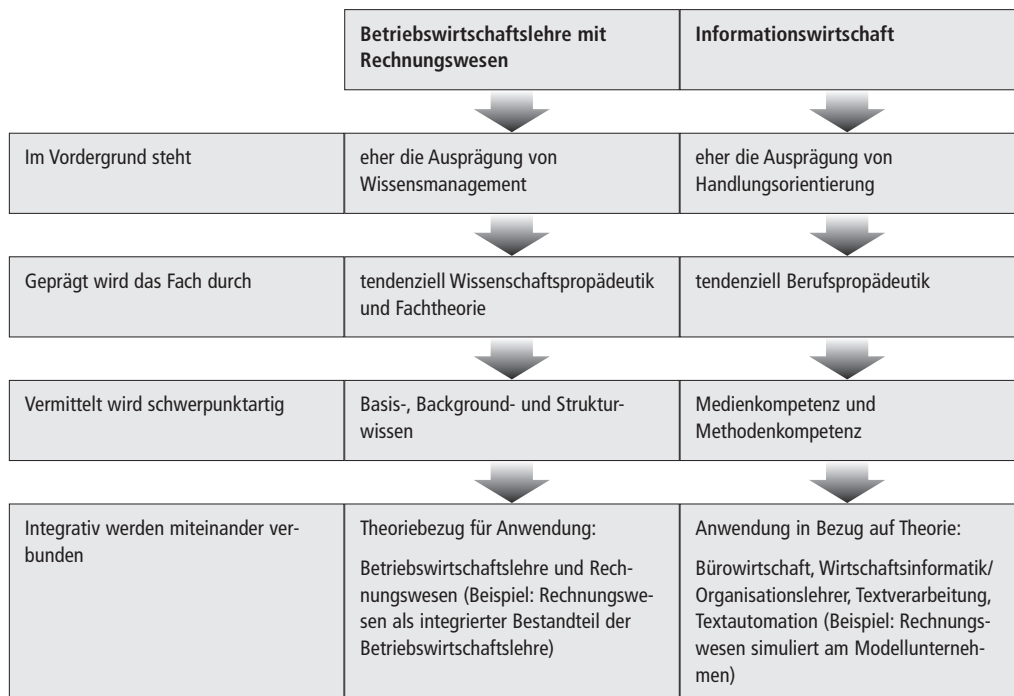 Betriebswirtschaftslehre mit
Rechnungswesen
Informationswirtschaft
Im Vordergrund steht
eher die Ausprägung von
Wissensmanagement
eher die Ausprägung von
Handlungsorientierung
Geprägt wird das Fach durch
tendenziell Wissenschaftspropädeutik
und Fachtheorie
tendenziell Berufspropädeutik
Vermittelt wird schwerpunktartig
Basis-, Background- und Struktur-
wissen
Medienkompetenz und
Methodenkompetenz
Integrativ werden miteinander ver-
bunden
Theoriebezug für Anwendung:
Betriebswirtschaftslehre und Rech-
nungswesen (Beispiel: Rechnungswe-
sen als integrierter Bestandteil der
Betriebswirtschaftslehre)
Anwendung in Bezug auf Theorie:
Bürowirtschaft, Wirtschaftsinformatik/
Organisationslehrer, Textverarbeitung,
Textautomation (Beispiel: Rechnungs-
wesen simuliert am Modellunterneh-
men)